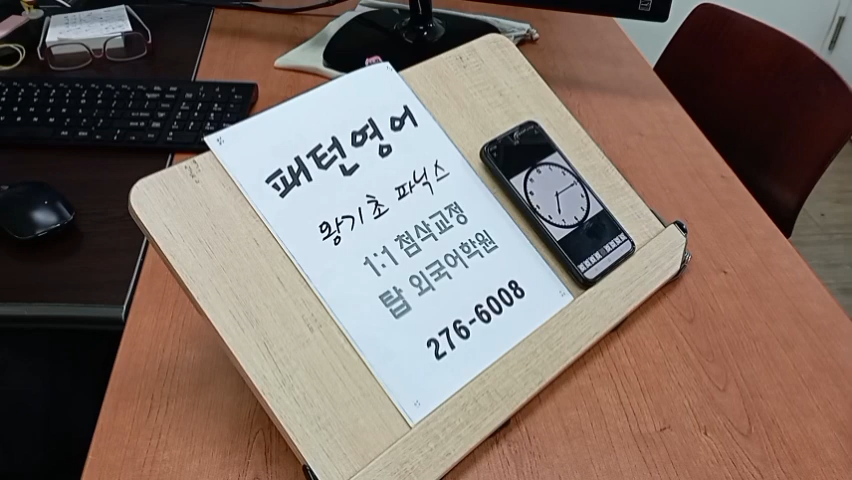 패턴영어
왕기초 파닉스
1:1 첨삭교정
탑 외국어학원
276-6008